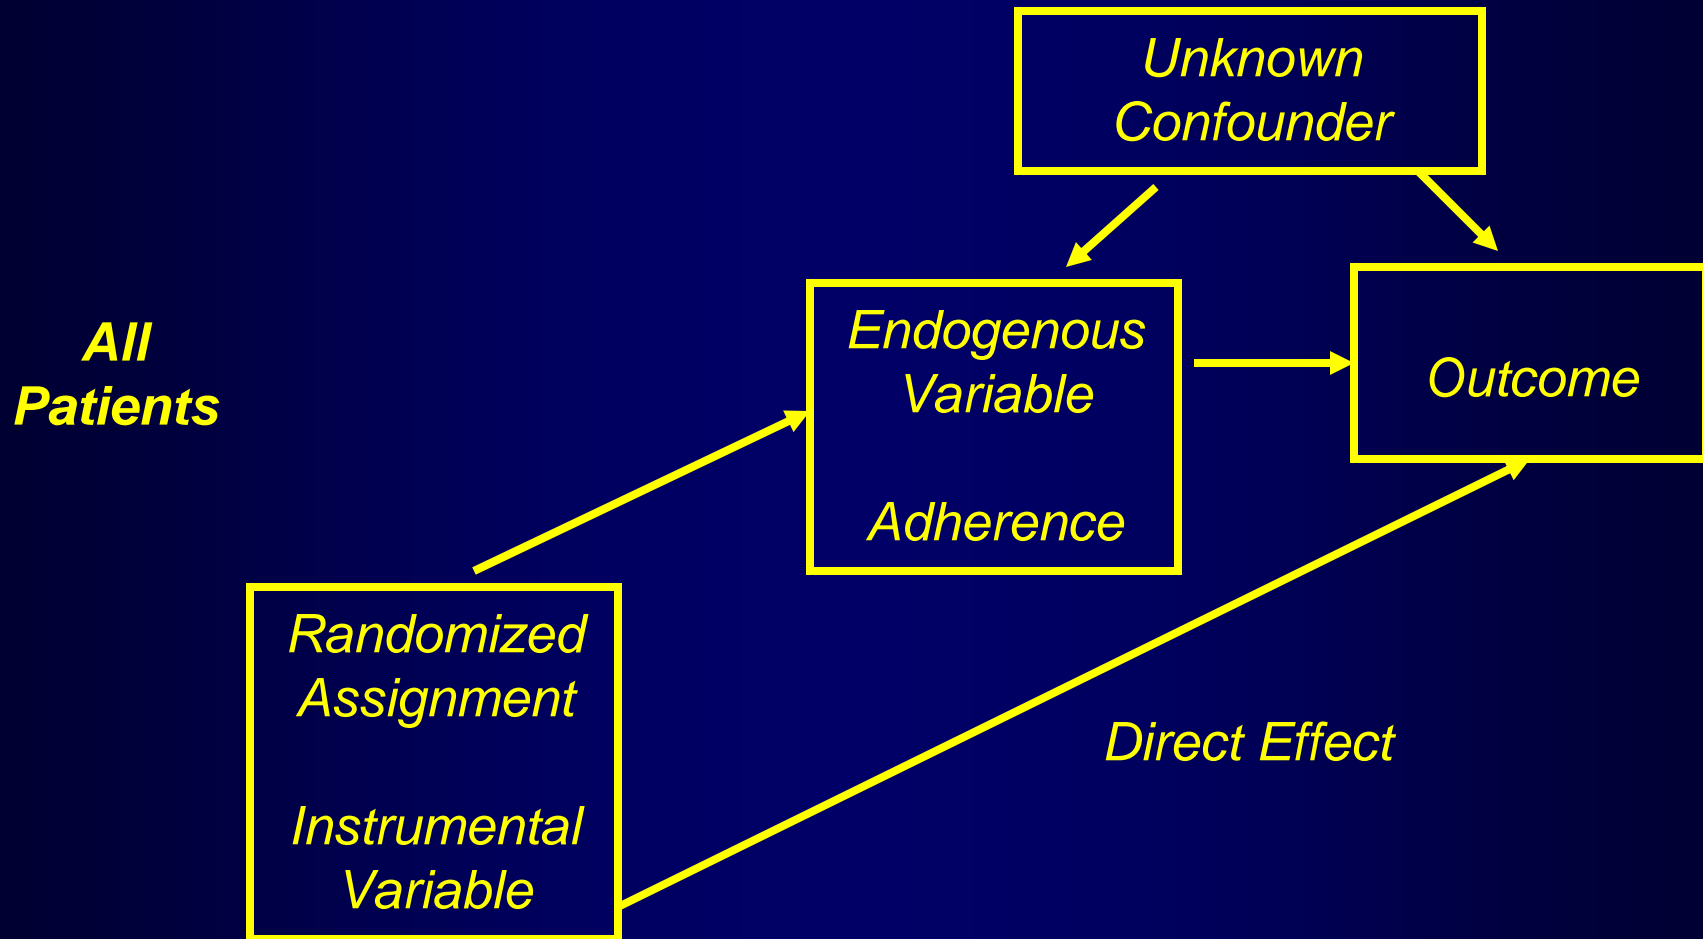 Unknown
Confounder
All
Patients
Endogenous
Variable
Adherence
Outcome
Randomized
Assignment
Instrumental
Variable
Direct Effect